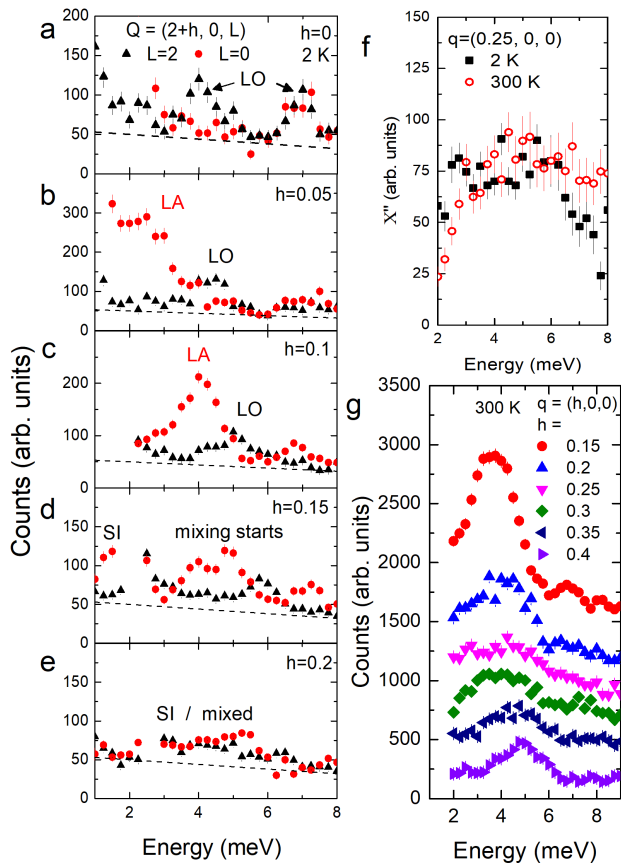 a
Q = (2+h, 0, L)
h=0
L=2
L=0
2 K
LO
200
150
100
50
0
b
h=0.05
LA
LO
300
200
100
0
c
h=0.1
LA
LO
200
100
0
d
h=0.15
SI
mixing starts
150
100
50
0
e
h=0.2
SI / mixed
150
100
50
0
2 4 6 8
Energy (meV)
Counts (arb. units)
f
q=(0.25, 0, 0)
2 K
300 K
150
125
100
75
50
25
0
2 4 6 8
Energy (meV)
Χ" (arb. units)
g
300 K
q = (h,0,0)
h =
0.15
0.2
0.25
0.3
0.35
0.4
3500
3000
2500
2000
1500
1000
500
0
0 2 4 6 8
Energy (meV)
Counts (arb. units)